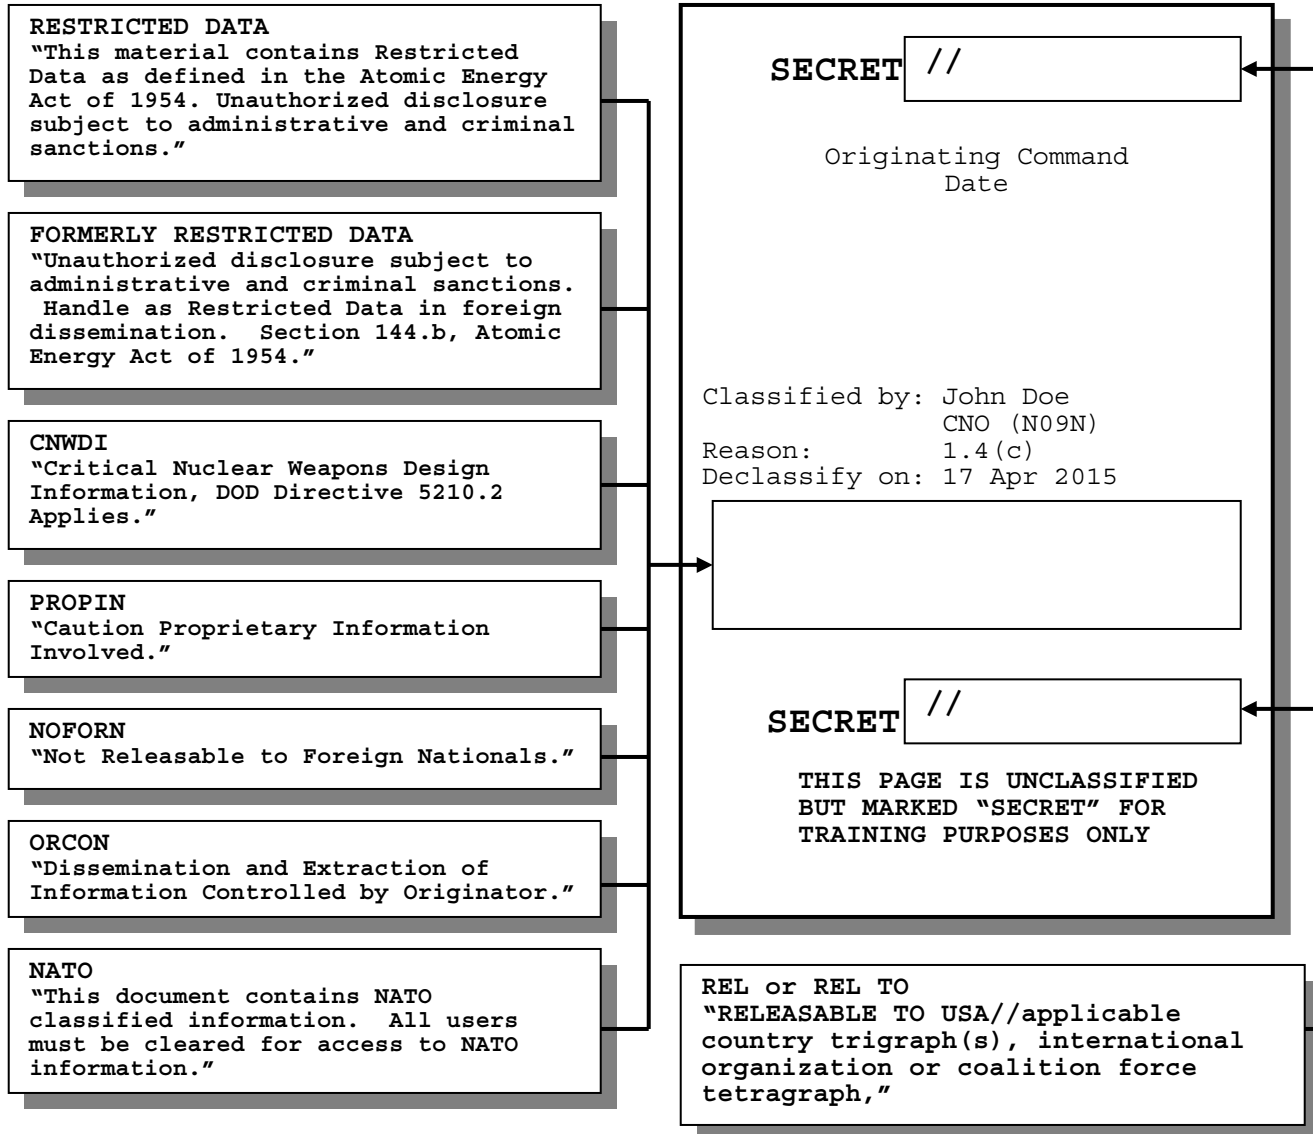 RESTRICTED DATA
“This material contains Restricted
Data as defined in the Atomic Energy
Act of 1954. Unauthorized disclosure
subject to administrative and criminal
sanctions.”
FORMERLY RESTRICTED DATA
“Unauthorized disclosure subject to
administrative and criminal sanctions.
Handle as Restricted Data in foreign
dissemination.  Section 144.b, Atomic
Energy Act of 1954.”
CNWDI
“Critical Nuclear Weapons Design
Information, DOD Directive 5210.2
Applies.”
PROPIN
“Caution Proprietary Information
Involved.”
NOFORN
“Not Releasable to Foreign Nationals.”
ORCON
“Dissemination and Extraction of
Information Controlled by Originator.”
NATO
“This document contains NATO
classified information.  All users
must be cleared for access to NATO
information.”
SECRET //
Originating Command
Date
Classified by: John Doe
CNO (N09N)
Reason: 1.4(c)
Declassify on: 17 Apr 2015
SECRET //
THIS PAGE IS UNCLASSIFIED
BUT MARKED “SECRET” FOR
TRAINING PURPOSES ONLY
REL or REL TO
“RELEASABLE TO USA//applicable
country trigraph(s), international
organization or coalition force
tetragraph,”